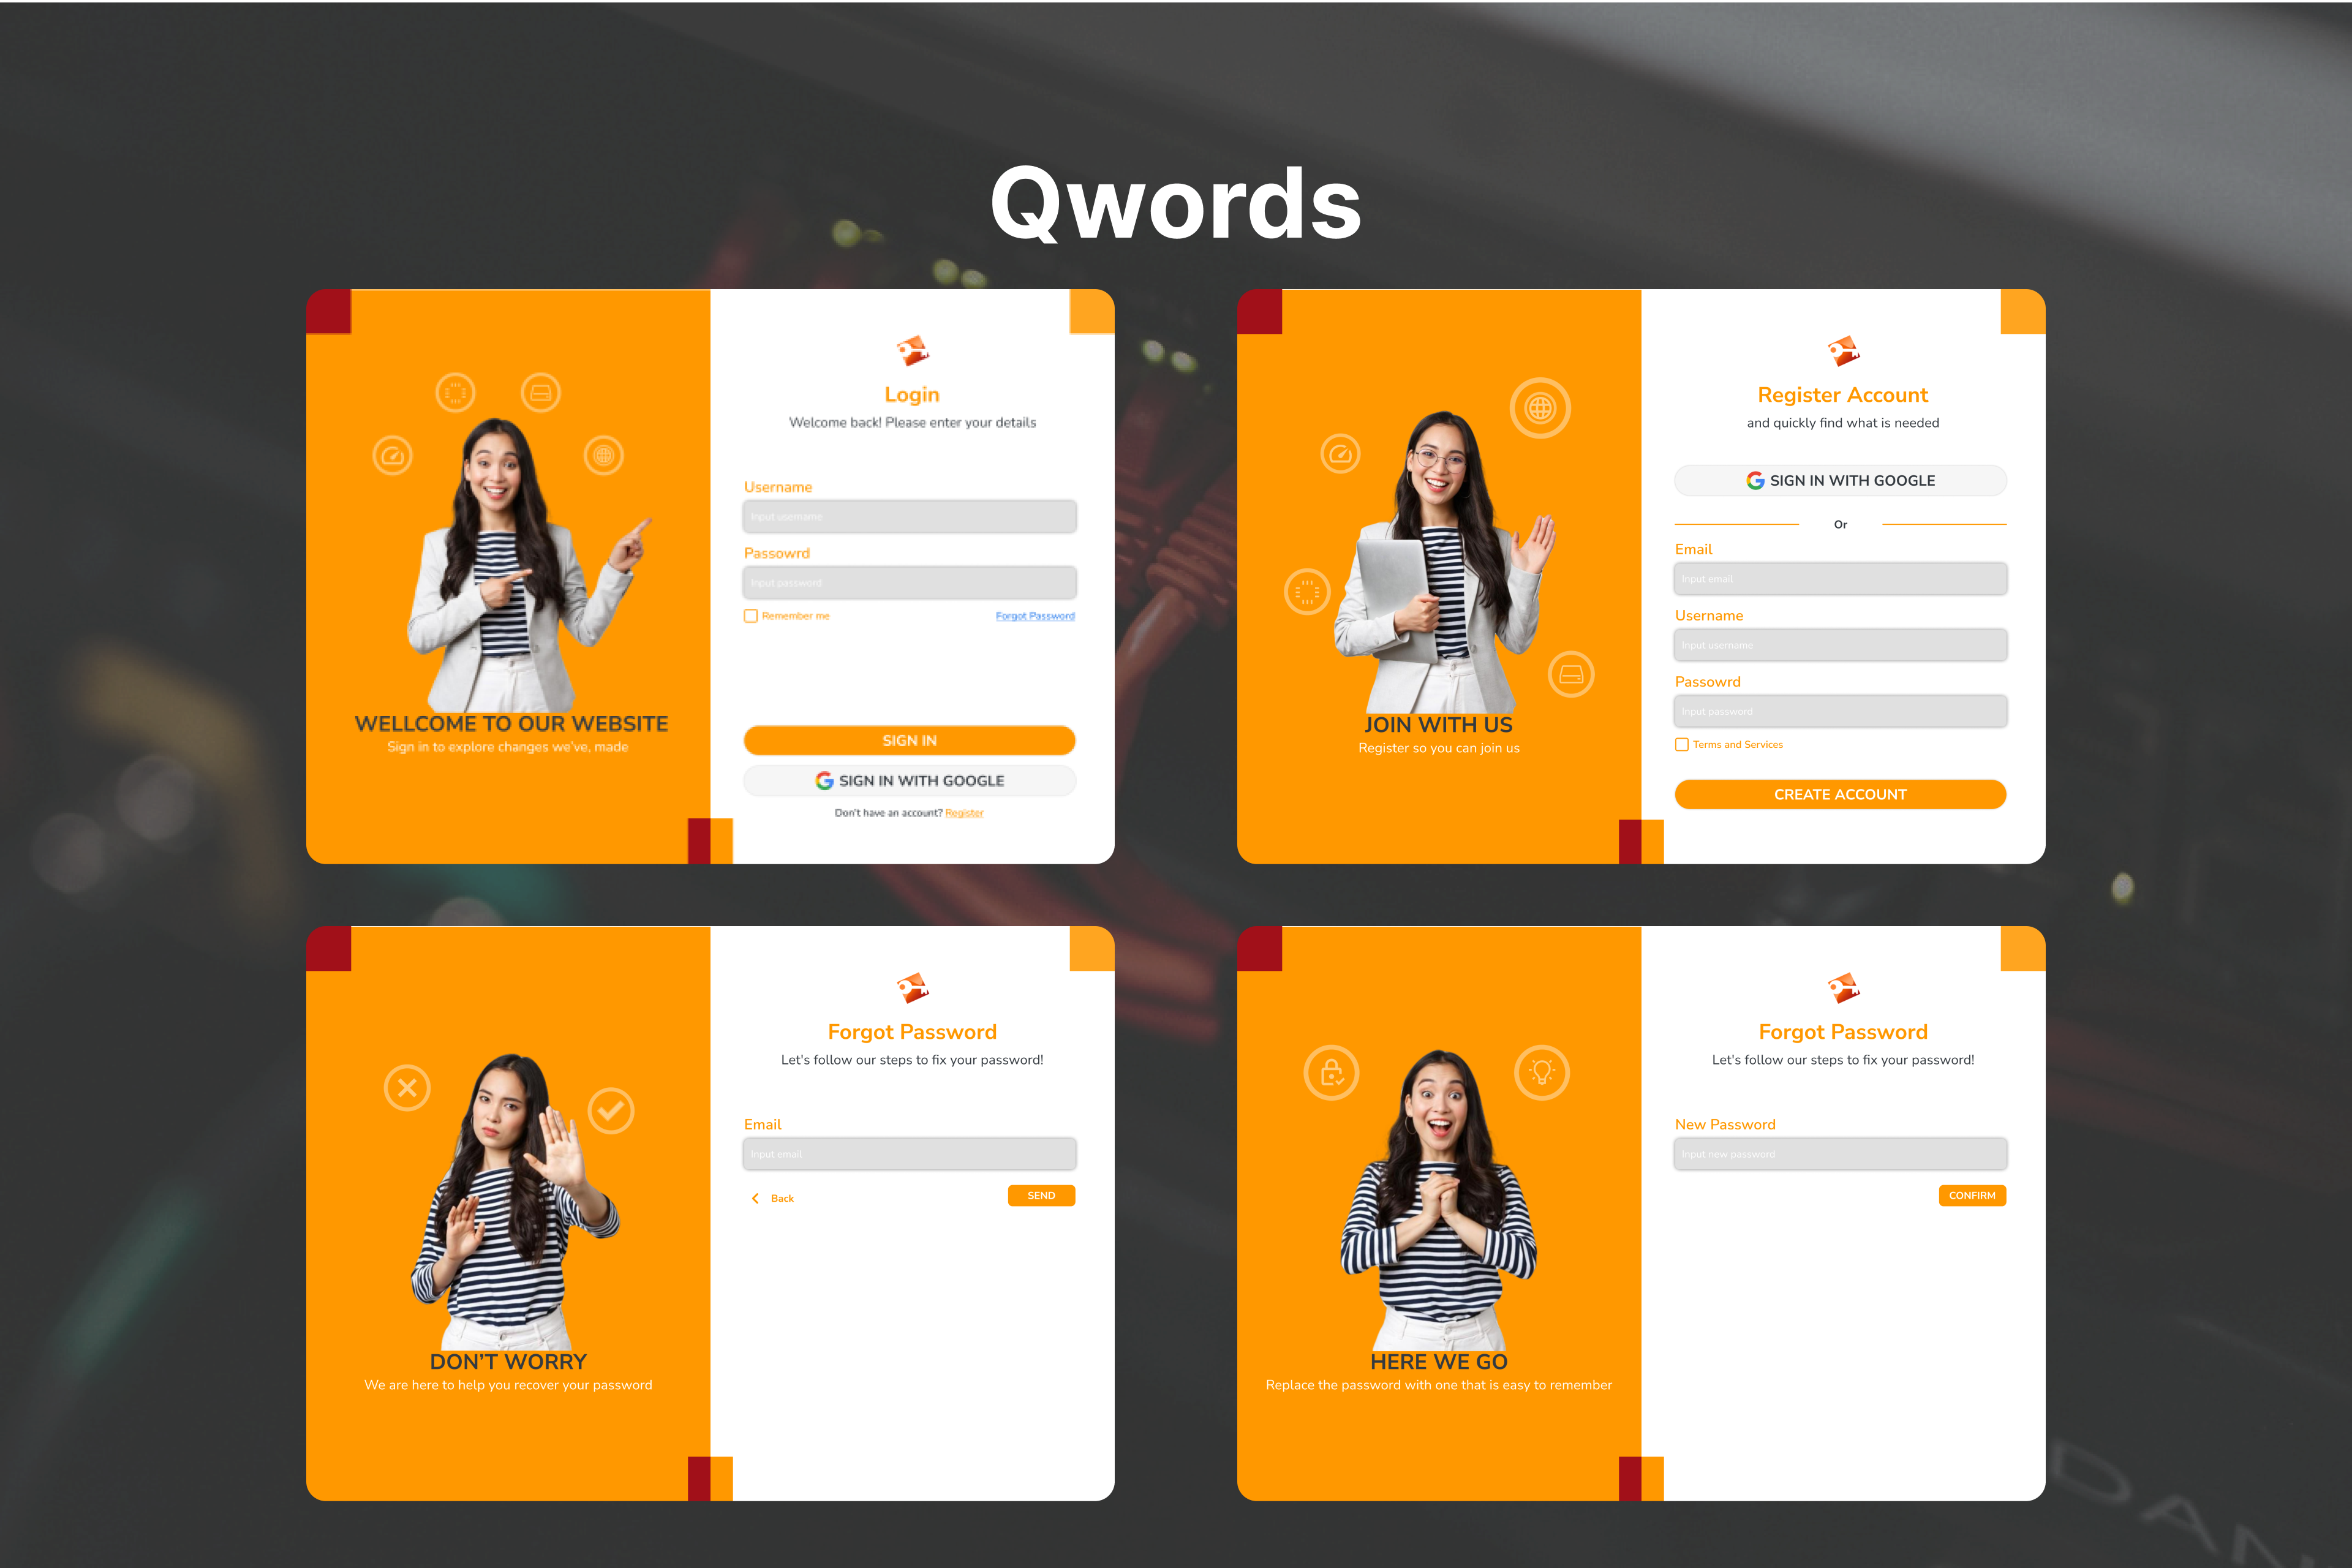 Qwords
WELLCOME TO OUR WEBSITE
Sign in to explore changes we've, made
Login
Welcome back! Please enter your details
Username
Input username
Passowrd
Input password
Remember me
Forgot Password
SIGN IN
SIGN IN WITH GOOGLE
Don't have an account? Register
JOIN WITH US
Register so you can join us
Register Account
and quickly find what is needed
SIGN IN WITH GOOGLE
Or
Email
Input email
Username
Input username
Passowrd
Input password
Terms and Services
CREATE ACCOUNT
DON'T WORRY
We are here to help you recover your password
Forgot Password
Let's follow our steps to fix your password!
Email
Input email
Back
SEND
HERE WE GO
Replace the password with one that is easy to remember
Forgot Password
Let's follow our steps to fix your password!
New Password
Input new password
CONFIRM